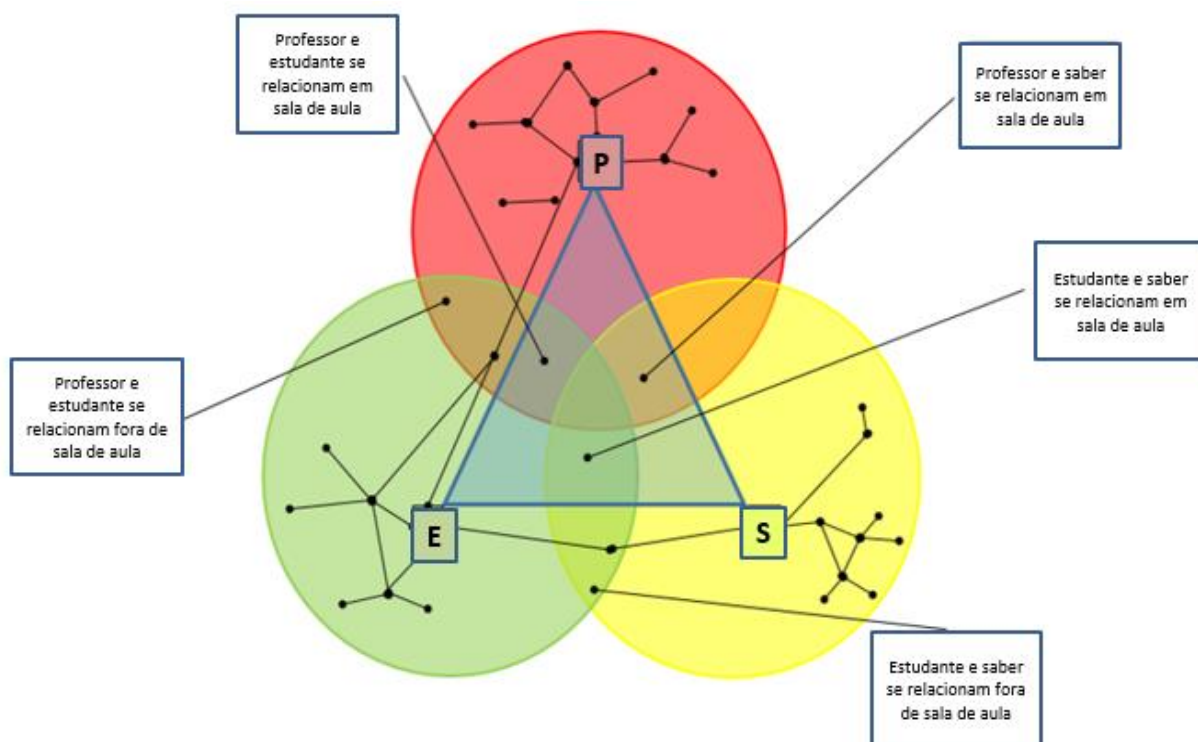 Professor e
estudante se
relacionam em
sala de aula
Professor e saber
se relacionam em
sala de aula
P
Estudante e saber
se relacionam em
sala de aula
Professor e
estudante se
relacionam fora de
sala de aula
E
S
Estudante e saber
se relacionam fora
de sala de aula